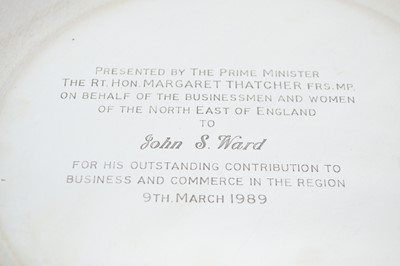 Presented by The Prime Minister
The Rt. Hon. MARGARET THATCHER FRS. MP.
on behalf of the businessmen and women
of the North East of England
to
John S. Ward
for his outstanding contribution to
business and commerce in the region
9th. March 1989